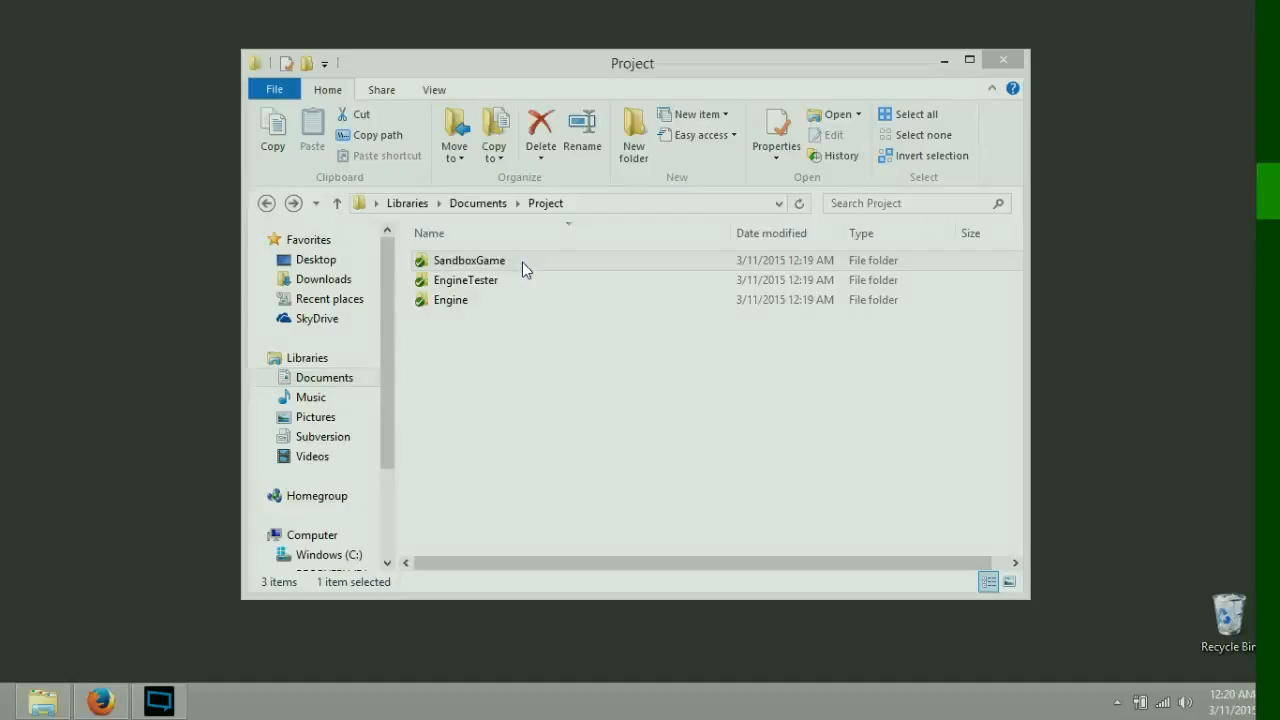 Project
File Home Share View
Copy
Paste
Cut
Copy path
Paste shortcut
Clipboard
Move to
Copy to
Delete
Rename
Organize
New folder
New item
Easy access
New
Properties
Open
Edit
History
Open
Select all
Select none
Invert selection
Select
Libraries Documents Project
Search Project
Name Date modified Type Size
SandboxGame 3/11/2015 12:19 AM File folder
EngineTester 3/11/2015 12:19 AM File folder
Engine 3/11/2015 12:19 AM File folder
Favorites
Desktop
Downloads
Recent places
SkyDrive
Libraries
Documents
Music
Pictures
Subversion
Videos
Homegroup
Computer
Windows (C:)
3 items 1 item selected
Recycle Bin
12:20 AM
3/11/2015